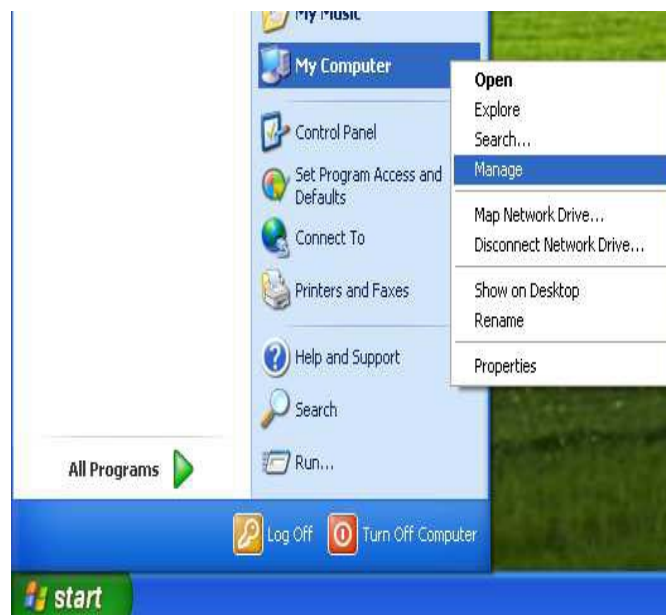 My Music
My Computer
Control Panel
Set Program Access and
Defaults
Connect To
Printers and Faxes
Help and Support
Search
Run...
All Programs
Log Off
Turn Off Computer
start
Open
Explore
Search...
Manage
Map Network Drive...
Disconnect Network Drive...
Show on Desktop
Rename
Properties